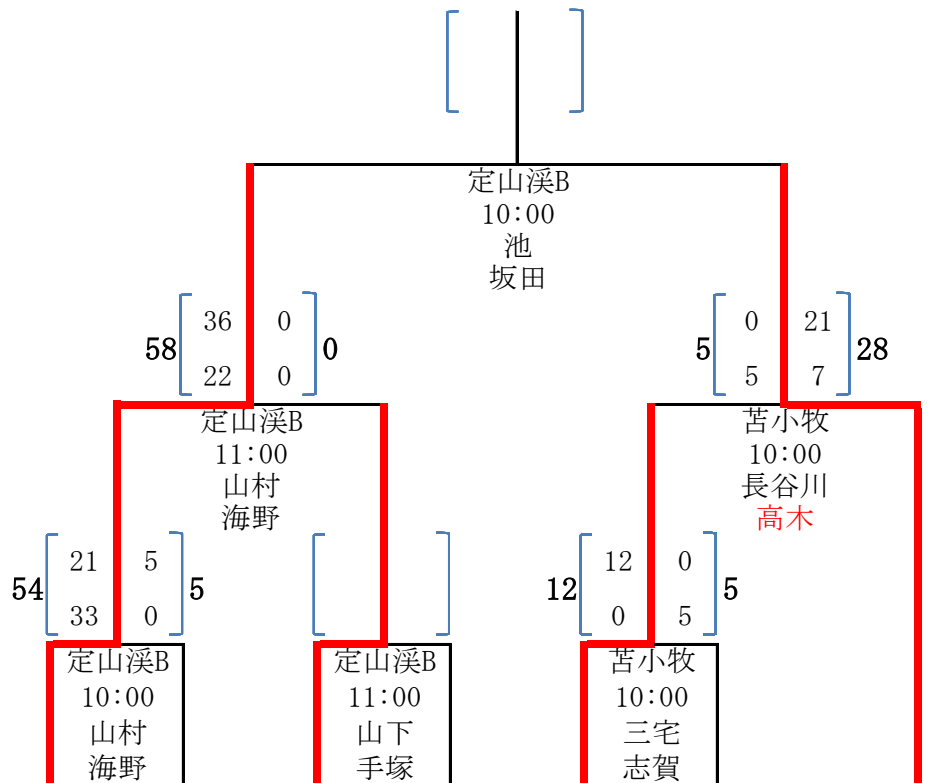 定山渓B
10:00
池
坂田
36 0
58 0
22 0
0 21
5 28
5 7
定山渓B
11:00
山村
海野
苫小牧
10:00
長谷川
高木
21 5
54 5
33 0
12 0
12 5
0 5
定山渓B
10:00
山村
海野
定山渓B
11:00
山下
手塚
苫小牧
10:00
三宅
志賀